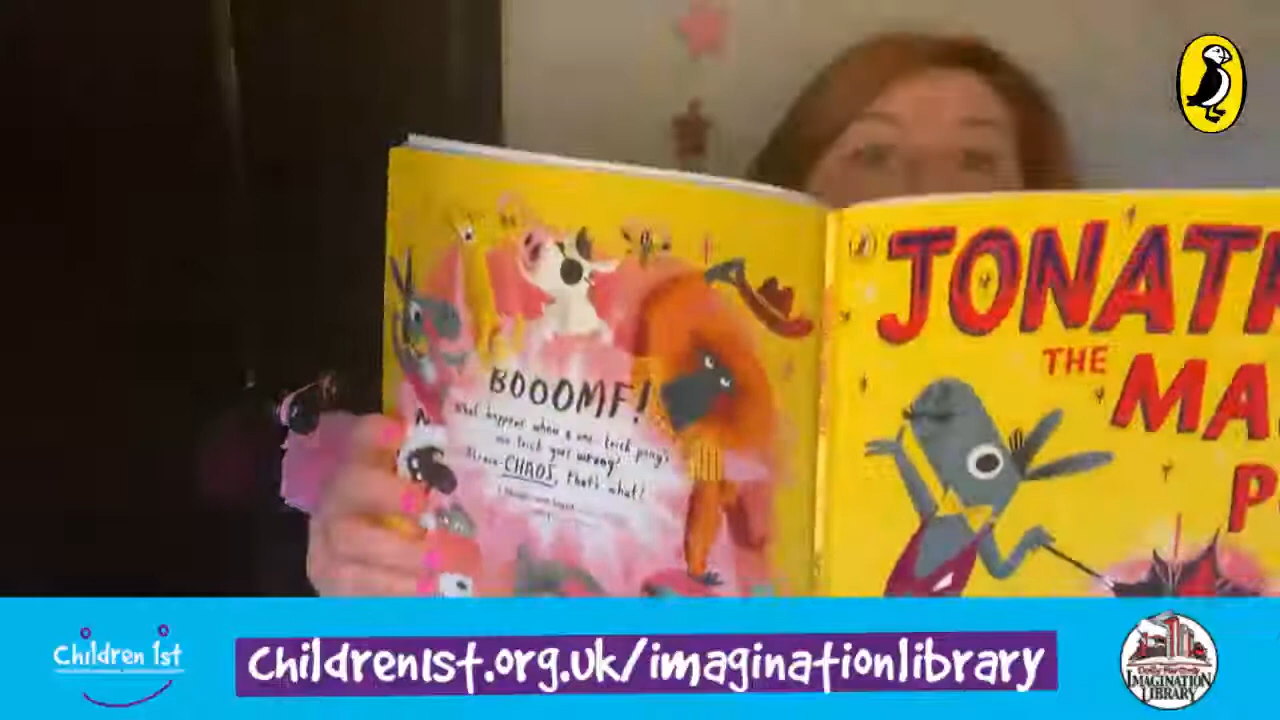 BOOOMF!
What happens when a one-trick pony's
one trick goes wrong?
CHAOS, that's what!
JONAT
THE MA
P
Children 1st
Children1st.org.uk/imaginationlibrary
IMAGINATION
LIBRARY